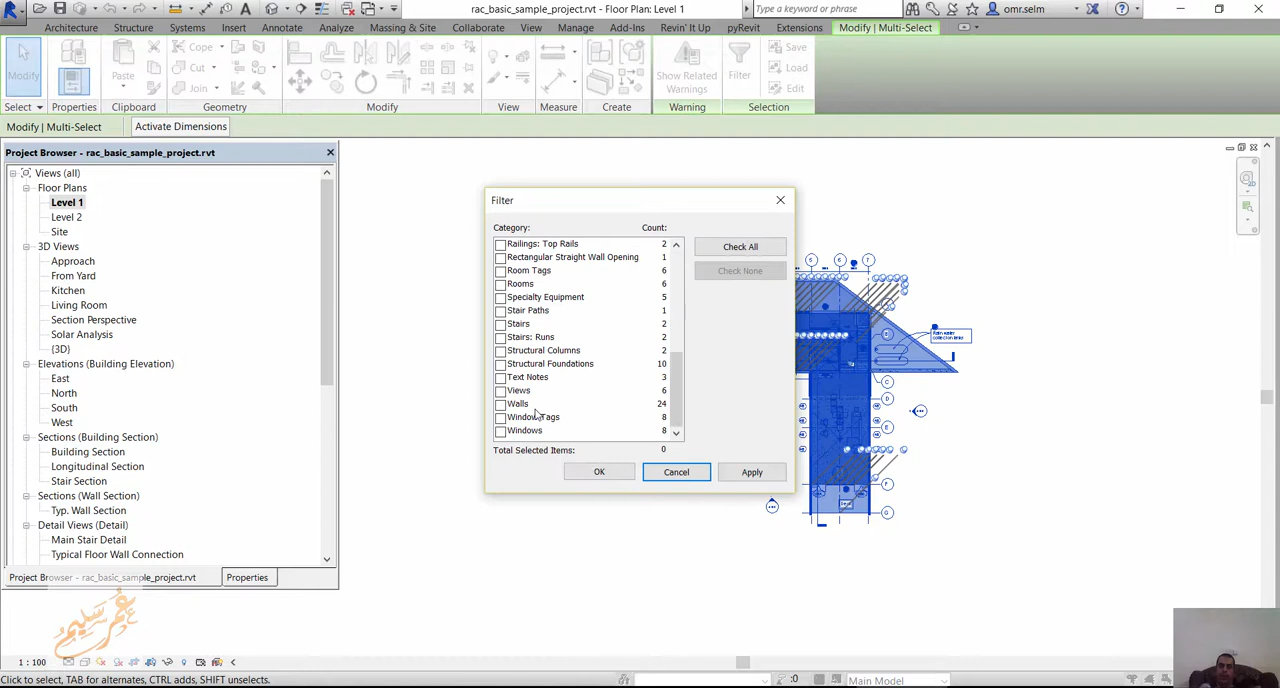 rac_basic_sample_project.rvt - Floor Plan: Level 1
Type a keyword or phrase
omr.selm
Architecture Structure Systems Insert Annotate Analyze Massing & Site Collaborate View Manage Add-Ins Revin' It Up pyRevit Extensions Modify | Multi-Select
Modify
Paste
Cope
Cut
Join
Show Related Warnings
Filter
Save
Load
Edit
Select Properties Clipboard Geometry Modify View Measure Create Warning Selection
Modify | Multi-Select Activate Dimensions
Project Browser - rac_basic_sample_project.rvt
Views (all)
Floor Plans
Level 1
Level 2
Site
3D Views
Approach
From Yard
Kitchen
Living Room
Section Perspective
Solar Analysis
{3D}
Elevations (Building Elevation)
East
North
South
West
Sections (Building Section)
Building Section
Longitudinal Section
Stair Section
Sections (Wall Section)
Typ. Wall Section
Detail Views (Detail)
Main Stair Detail
Typical Floor Wall Connection
Project Browser - rac_basic_sample_project.rvt Properties
عمر سليم
Filter
Category: Count:
Railings: Top Rails 2
Rectangular Straight Wall Opening 1
Room Tags 6
Rooms 6
Specialty Equipment 5
Stair Paths 1
Stairs 2
Stairs: Runs 2
Structural Columns 2
Structural Foundations 10
Text Notes 3
Views 6
Walls 24
Window Tags 8
Windows 8
Total Selected Items: 0
Check All
Check None
OK Cancel Apply
1 : 100
Click to select, TAB for alternates, CTRL adds, SHIFT unselects.
:0
Main Model